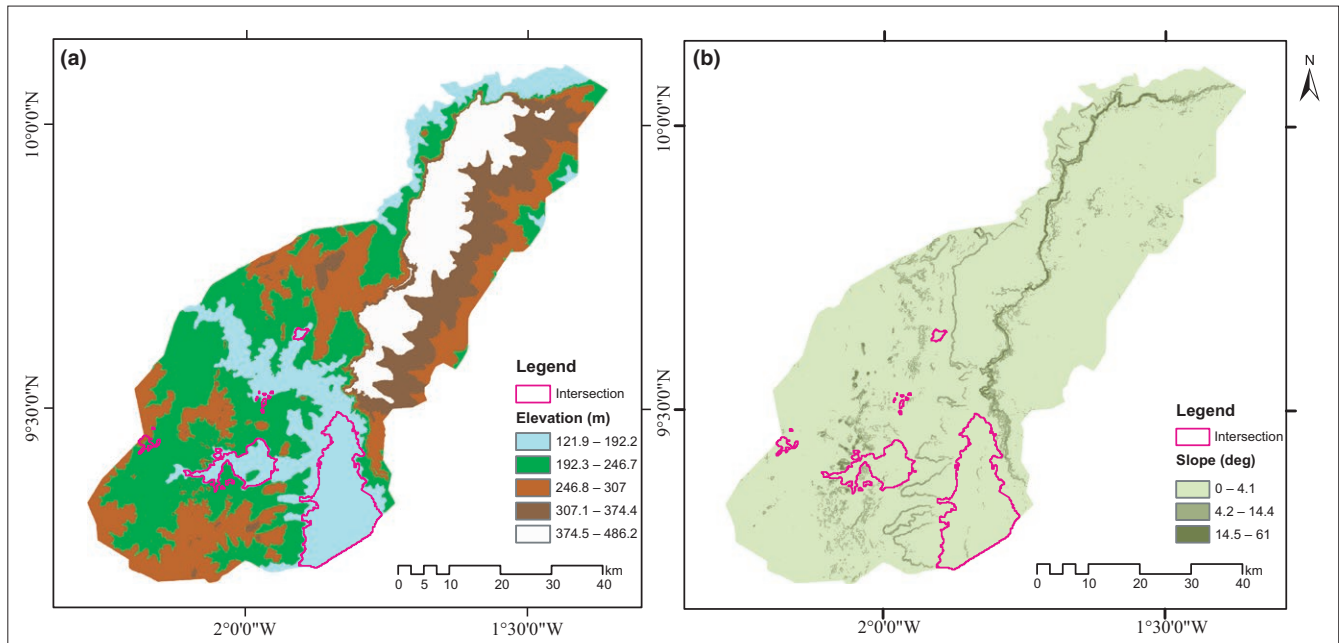 (a)
10°0'0"N
9°30'0"N
2°0'0"W
1°30'0"W
Legend
Intersection
Elevation (m)
121.9 – 192.2
192.3 – 246.7
246.8 – 307
307.1 – 374.4
374.5 – 486.2
km
0 5 10 20 30 40
(b)
N
10°0'0"N
9°30'0"N
2°0'0"W
1°30'0"W
Legend
Intersection
Slope (deg)
0 – 4.1
4.2 – 14.4
14.5 – 61
km
0 5 10 20 30 40